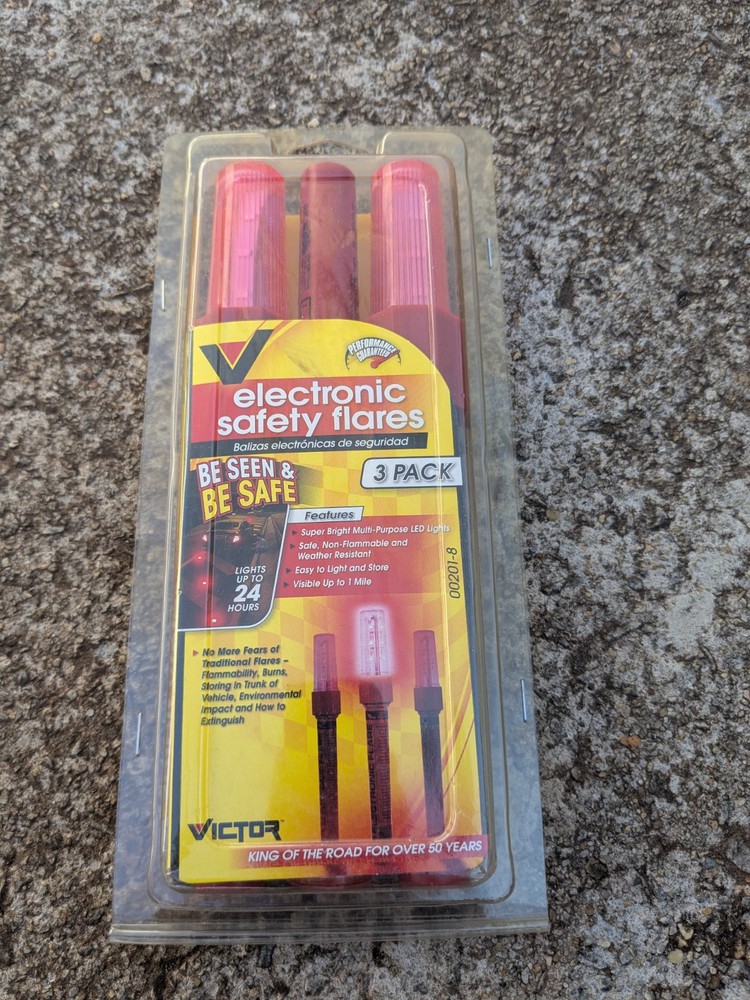 V
PERFORMANCE
GUARANTEED
electronic
safety flares
Balizas electrónicas de seguridad
BE SEEN &
BE SAFE
3 PACK
Features
Super Bright Multi-Purpose LED Lights
Safe, Non-Flammable and
Weather Resistant
Easy to Light and Store
Visible Up to 1 Mile
LIGHTS
UP TO
24
HOURS
00201-8
No More Fears of
Traditional Flares –
Flammability, Burns,
Storing in Trunk of
Vehicle, Environmental
Impact and How to
Extinguish
VICTOR™
KING OF THE ROAD FOR OVER 50 YEARS